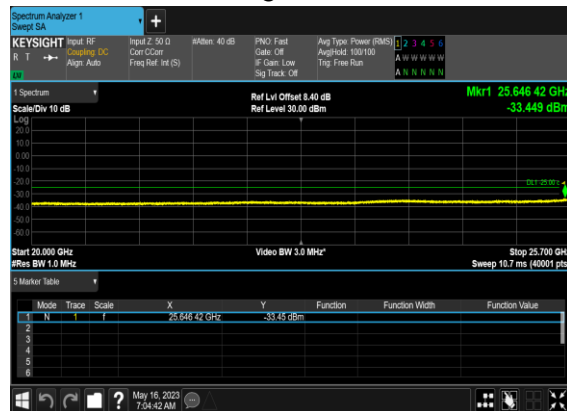 Spectrum Analyzer 1
Swept SA
+
KEYSIGHT Input: RF Input Z: 50 Ω #Atten: 40 dB PNO: Fast Avg Type: Power (RMS) 1 2 3 4 5 6
R T Coupling: DC Corr CCorr Gate: Off Avg|Hold: 100/100 A W W W W W
Align: Auto Freq Ref: Int (S) IF Gain: Low Trig: Free Run
LW Sig Track: Off A N N N N N
1 Spectrum Ref Lvl Offset 8.40 dB Mkr1 25.646 42 GHz
Scale/Div 10 dB Ref Level 30.00 dBm -33.449 dBm
Log
20.0
10.0
0.00
-10.0
-20.0
DL1 -25.00
-30.0
-40.0
-50.0
-60.0
Start 20.000 GHz Video BW 3.0 MHz* Stop 25.700 GHz
#Res BW 1.0 MHz Sweep 10.7 ms (40001 pts
5 Marker Table
Mode Trace Scale X Y Function Function Width Function Value
1 N 1 f 25.646 42 GHz -33.45 dBm
2
3
4
5
6
? May 16, 2023
7:04:42 AM